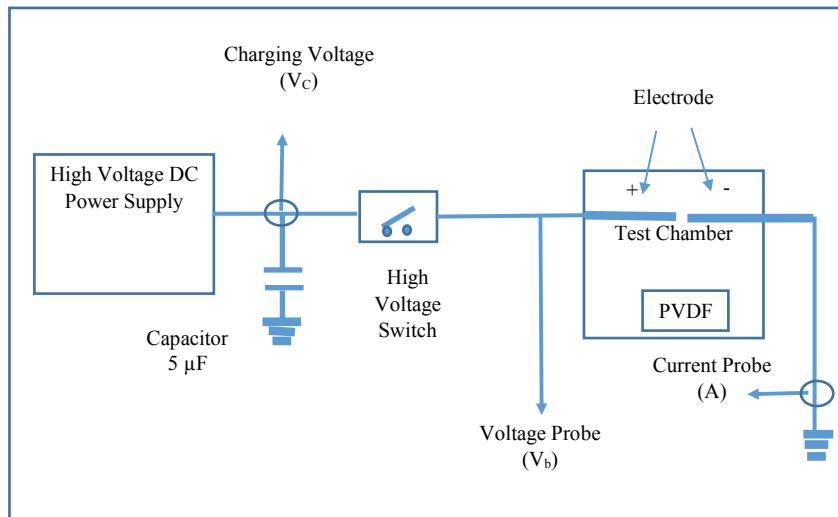 Charging Voltage
(VC)
Electrode
High Voltage DC
Power Supply
+ -
Test Chamber
High
Voltage
Switch
PVDF
Capacitor
5 µF
Current Probe
(A)
Voltage Probe
(Vb)